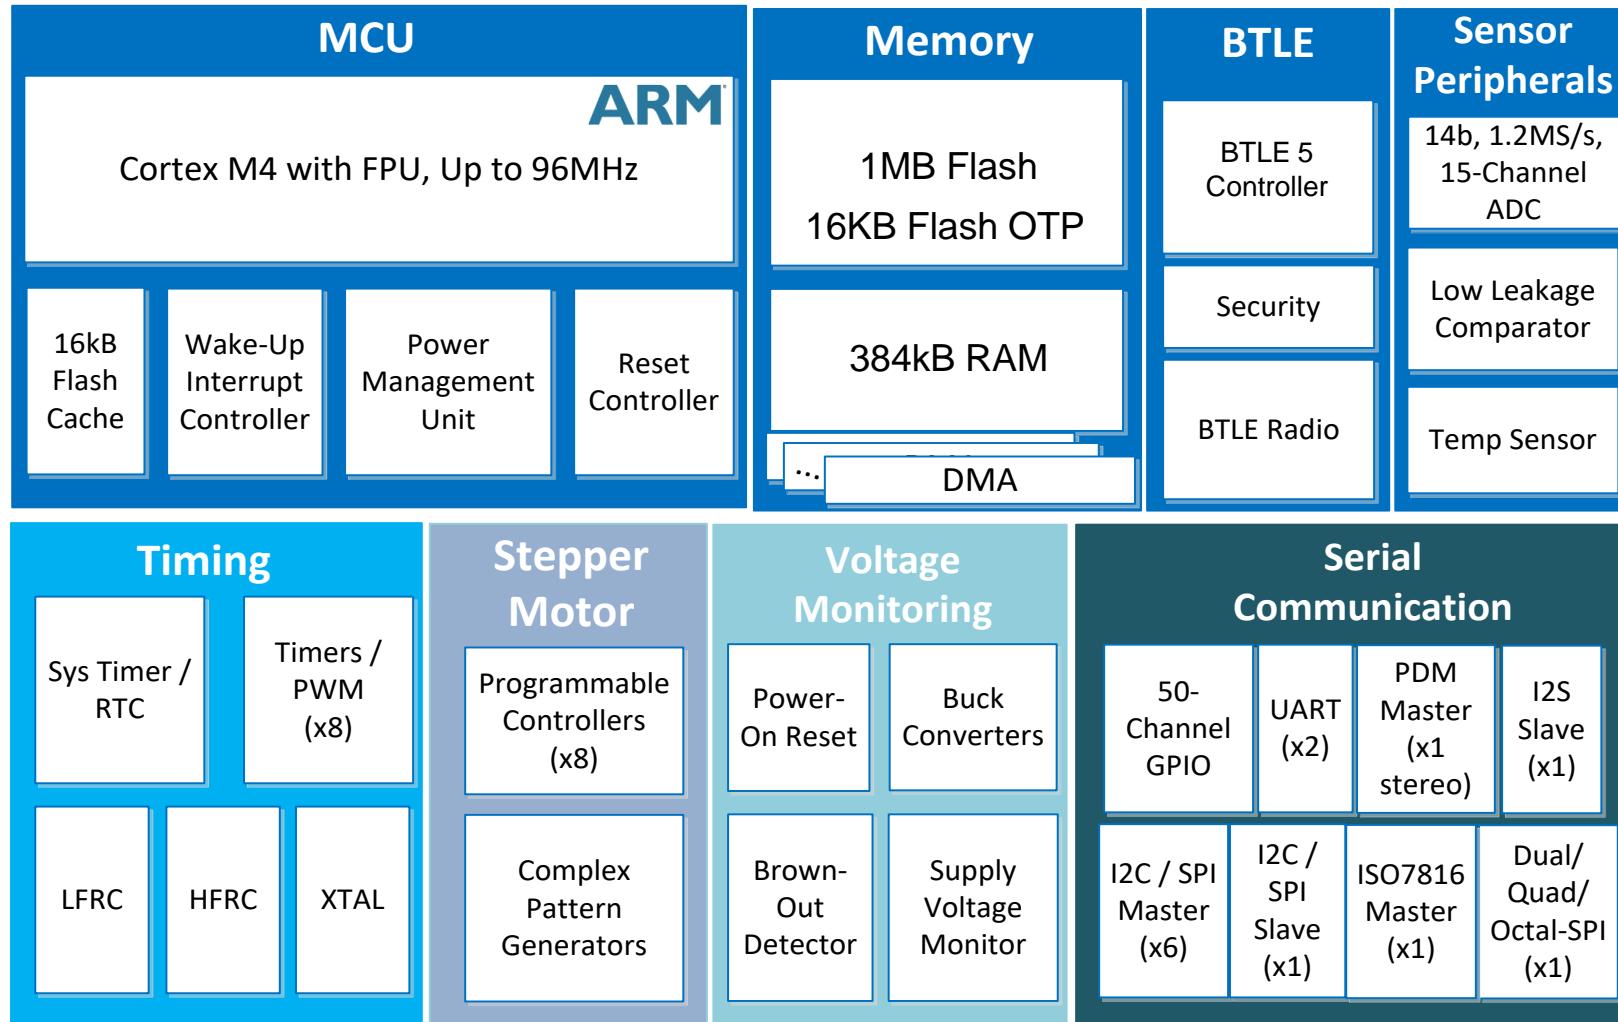 MCU
ARM
Cortex M4 with FPU, Up to 96MHz
16kB
Flash
Cache
Wake-Up
Interrupt
Controller
Power
Management
Unit
Reset
Controller
Memory
1MB Flash
16KB Flash OTP
384kB RAM
...
DMA
BTLE
BTLE 5
Controller
Security
BTLE Radio
Sensor
Peripherals
14b, 1.2MS/s,
15-Channel
ADC
Low Leakage
Comparator
Temp Sensor
Timing
Sys Timer /
RTC
Timers /
PWM
(x8)
LFRC
HFRC
XTAL
Stepper
Motor
Programmable
Controllers
(x8)
Complex
Pattern
Generators
Voltage
Monitoring
Power-
On Reset
Buck
Converters
Brown-
Out
Detector
Supply
Voltage
Monitor
Serial
Communication
50-
Channel
GPIO
UART
(x2)
PDM
Master
(x1
stereo)
I2S
Slave
(x1)
I2C / SPI
Master
(x6)
I2C /
SPI
Slave
(x1)
ISO7816
Master
(x1)
Dual/
Quad/
Octal-SPI
(x1)